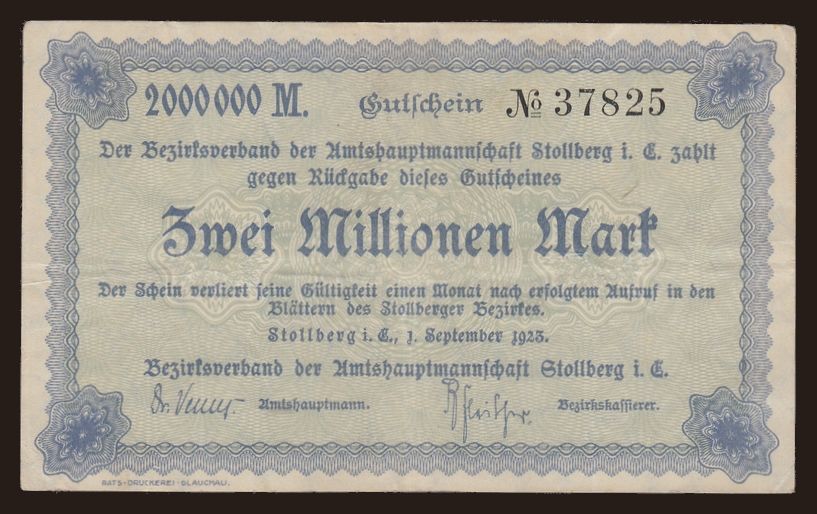 2000000 M. Gutschein № 37825
Der Bezirksverband der Amtshauptmannschaft Stollberg i. E. zahlt
gegen Rückgabe dieses Gutscheines
Zwei Millionen Mark
Der Schein verliert seine Gültigkeit einen Monat nach erfolgtem Aufruf in den
Blättern des Stollberger Bezirkes.
Stollberg i. E., 1. September 1923.
Bezirksverband der Amtshauptmannschaft Stollberg i. E.
Amtshauptmann. Bezirkskassierer.
RATS-DRUCKEREI-GLAUCHAU.